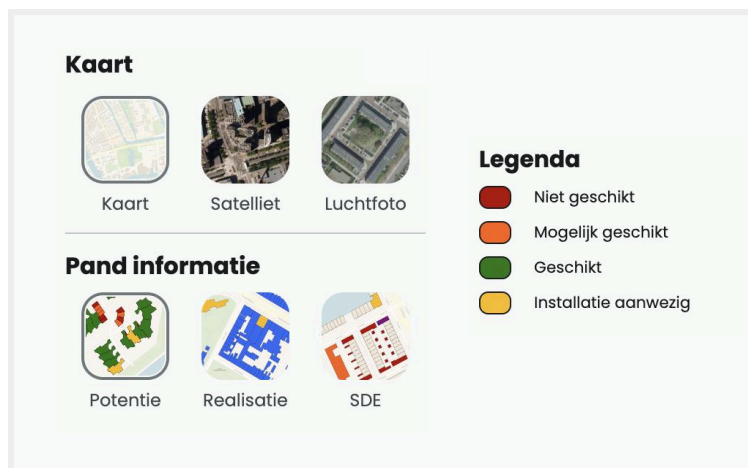 Kaart
Kaart Satelliet Luchtfoto
Pand informatie
Potentie Realisatie SDE
Legenda
Niet geschikt
Mogelijk geschikt
Geschikt
Installatie aanwezig